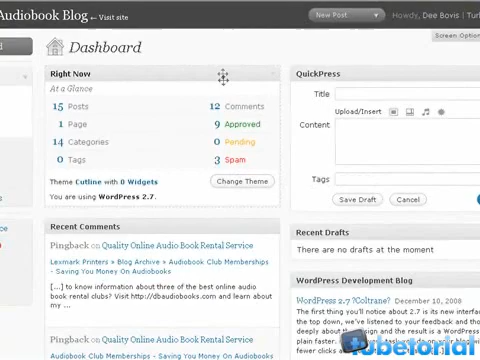 Audiobook Blog ← Visit site
New Post
Howdy, Dee Bovis | Tur
Screen Option
Dashboard
Right Now
At a Glance
15 Posts
12 Comments
1 Page
9 Approved
14 Categories
0 Pending
0 Tags
3 Spam
Theme Cutline with 0 Widgets
Change Theme
You are using WordPress 2.7.
Recent Comments
Pingback on Quality Online Audio Book Rental Service
Lexmark Printers » Blog Archive » Audiobook Club Memberships
- Saving You Money On Audiobooks
[...] to know information about three of the best online audio
book rental clubs? Visit http://dbaudiobooks.com and learn about
my ...
Pingback on Quality Online Audio Book Rental Service
Audiobook Club Memberships - Saving You Money On Audiobooks
QuickPress
Title
Upload/Insert
Content
Tags
Save Draft
Cancel
Recent Drafts
There are no drafts at the moment
WordPress Development Blog
WordPress 2.7 ?Coltrane? December 10, 2008
The first thing you'll notice about 2.7 is its new interf
the top down, we've listened to your feedback and tho
deeply about the design and the result is a WordPress
plain faster.
fewer clicks
tubetorial